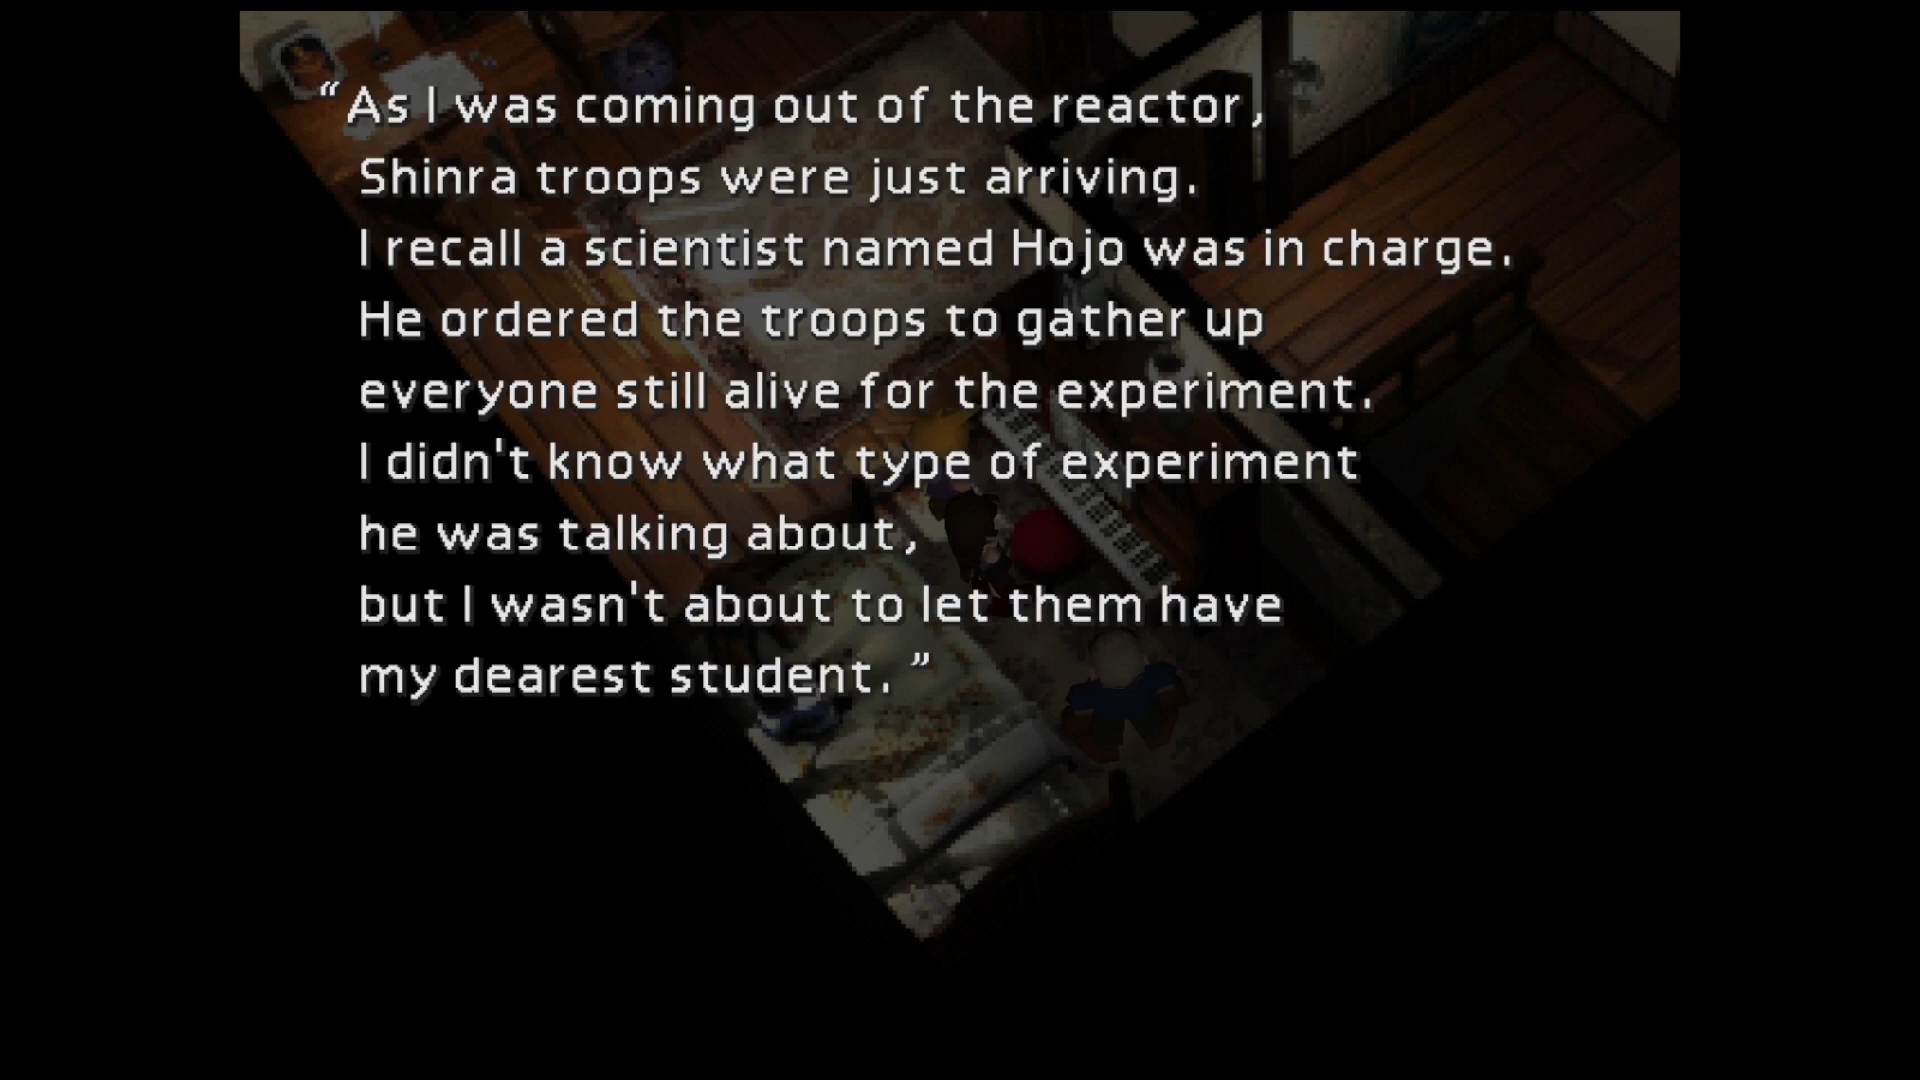 “As I was coming out of the reactor,
Shinra troops were just arriving.
I recall a scientist named Hojo was in charge.
He ordered the troops to gather up
everyone still alive for the experiment.
I didn't know what type of experiment
he was talking about,
but I wasn't about to let them have
my dearest student.”